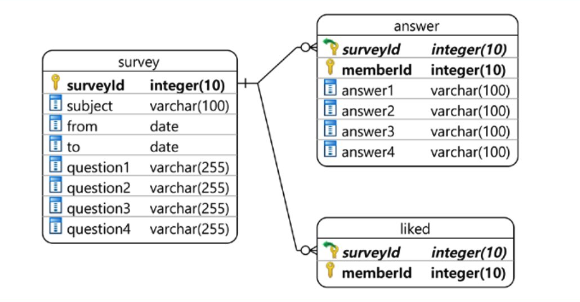 survey
surveyId integer(10)
subject varchar(100)
from date
to date
question1 varchar(255)
question2 varchar(255)
question3 varchar(255)
question4 varchar(255)
answer
surveyId integer(10)
memberId integer(10)
answer1 varchar(100)
answer2 varchar(100)
answer3 varchar(100)
answer4 varchar(100)
liked
surveyId integer(10)
memberId integer(10)